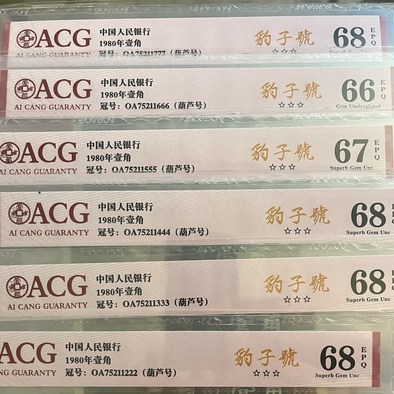 ACG
中国人民银行
1980年壹角
冠号：OA75211777（葫芦号）
豹子號
☆☆☆
68 EPQ
ACG
AI CANG GUARANTY
中国人民银行
1980年壹角
冠号：OA75211666（葫芦号）
豹子號
☆☆☆
66 EPQ
Gem Uncirculated
ACG
AI CANG GUARANTY
中国人民银行
1980年壹角
冠号：OA75211555（葫芦号）
豹子號
☆☆☆
67 EPQ
Superb Gem Unc
ACG
AI CANG GUARANTY
中国人民银行
1980年壹角
冠号：OA75211444（葫芦号）
豹子號
☆☆☆
68 EPQ
Superb Gem Unc
ACG
AI CANG GUARANTY
中国人民银行
1980年壹角
冠号：OA75211333（葫芦号）
豹子號
☆☆☆
68 EPQ
Superb Gem Unc
ACG
CANG GUARANTY
中国人民银行
1980年壹角
冠号：OA75211222（葫芦号）
豹子號
☆☆☆
68 EPQ
Superb Gem Unc